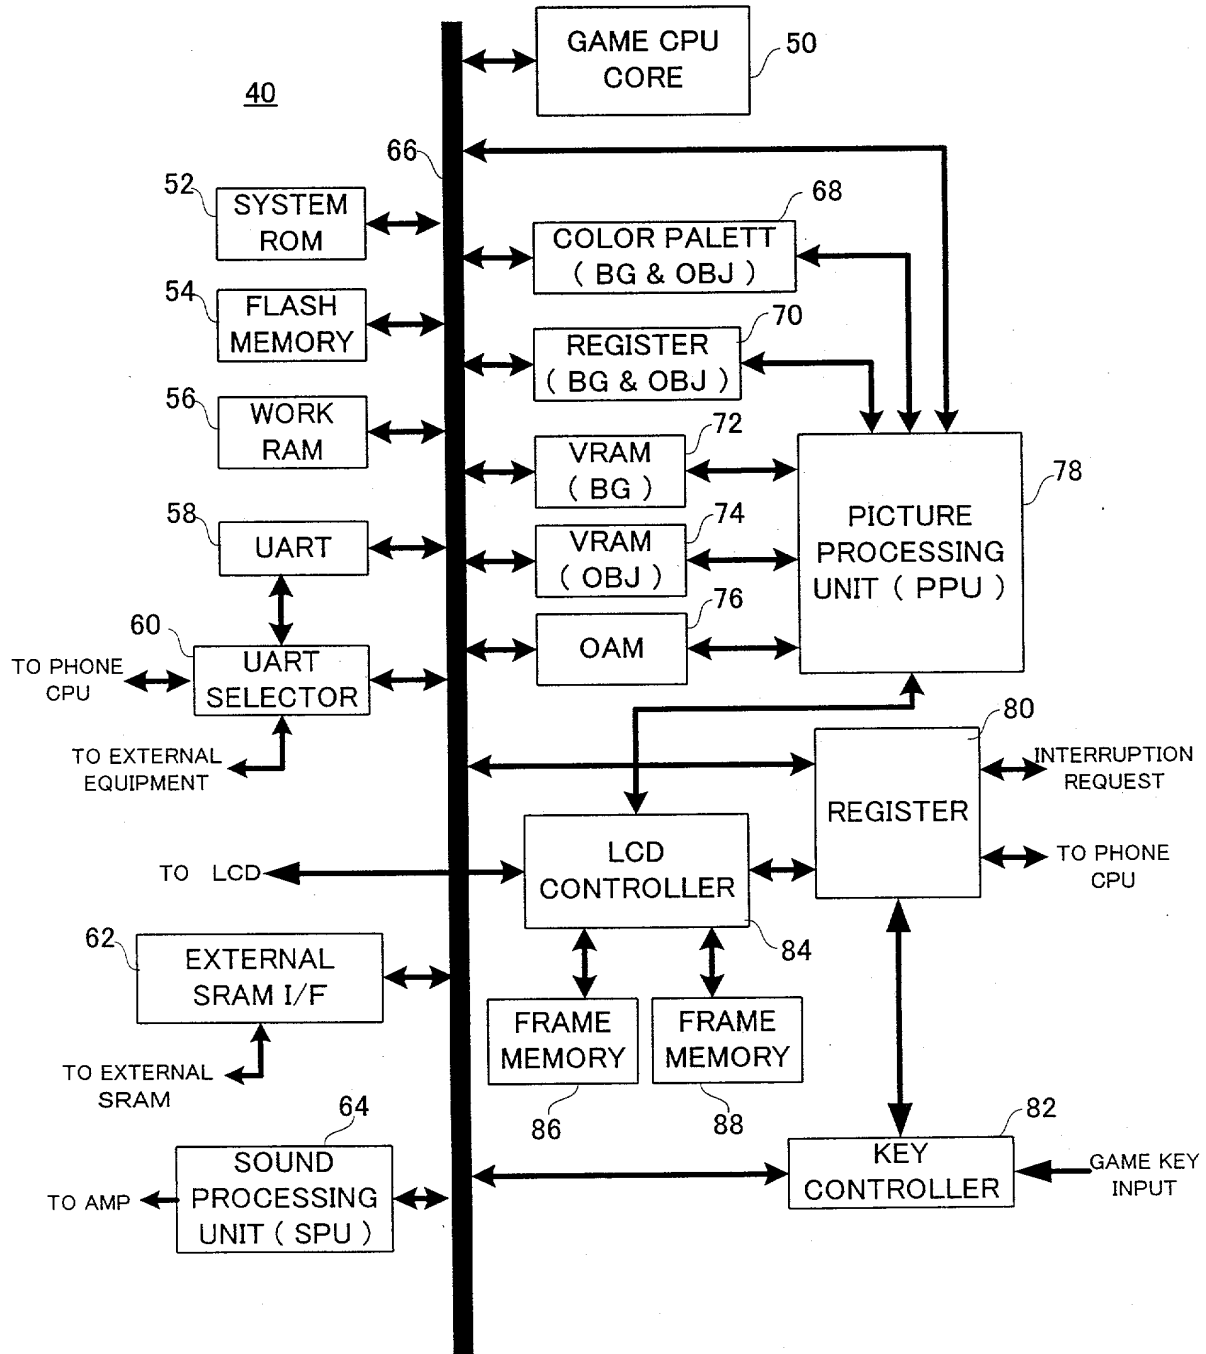 GAME CPU
CORE
50
40
66
52
SYSTEM
ROM
68
COLOR PALETT
( BG & OBJ )
54
FLASH
MEMORY
70
REGISTER
( BG & OBJ )
56
WORK
RAM
72
VRAM
( BG )
78
PICTURE
PROCESSING
UNIT ( PPU )
58
UART
74
VRAM
( OBJ )
76
OAM
60
UART
SELECTOR
TO PHONE
CPU
TO EXTERNAL
EQUIPMENT
80
REGISTER
INTERRUPTION
REQUEST
TO PHONE
CPU
LCD
CONTROLLER
84
TO LCD
62
EXTERNAL
SRAM I/F
TO EXTERNAL
SRAM
FRAME
MEMORY
86
FRAME
MEMORY
88
64
SOUND
PROCESSING
UNIT ( SPU )
TO AMP
82
KEY
CONTROLLER
GAME KEY
INPUT